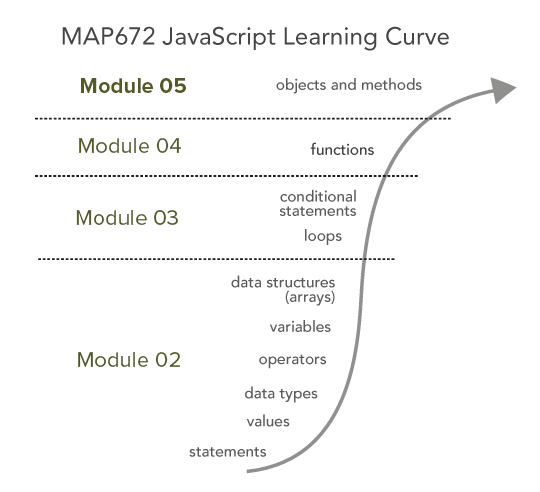 MAP672 JavaScript Learning Curve
Module 05
objects and methods
Module 04
functions
Module 03
conditional
statements
loops
Module 02
data structures
(arrays)
variables
operators
data types
values
statements